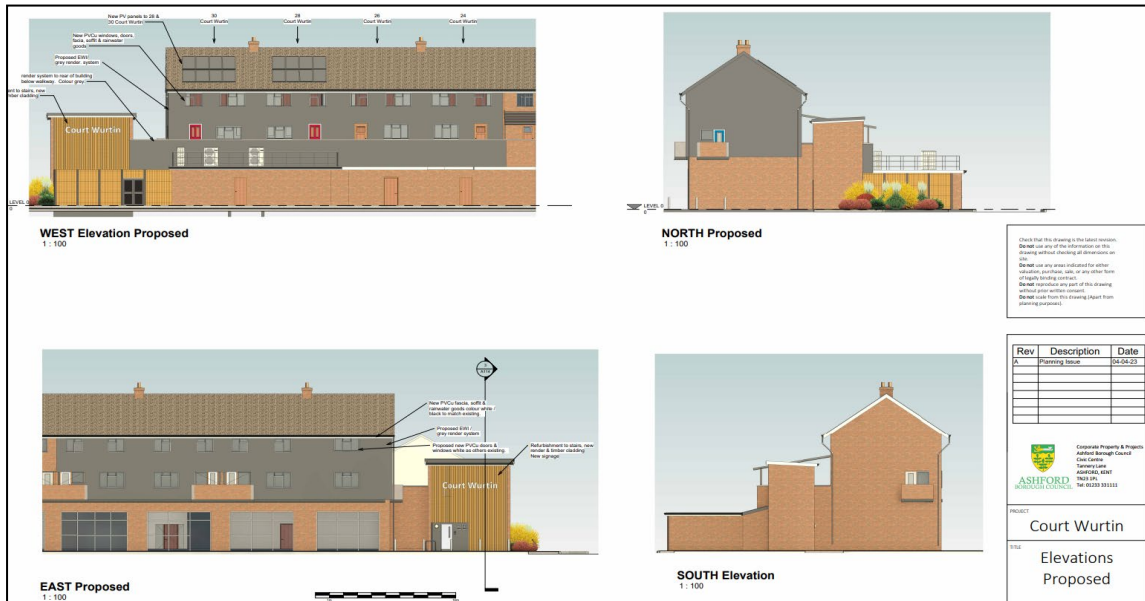 New PV panels to 28 &
30 Court Wurtin
30
Court Wurtin
28
Court Wurtin
26
Court Wurtin
24
Court Wurtin
New PVCu windows, doors,
facia, soffit & rainwater
goods
Proposed EWI/
grey render, system
render system to rear of building
below walkway. Colour grey.
ent to stairs, new
mber cladding
Court Wurtin
LEVEL 0
0
WEST Elevation Proposed
1 : 100
LEVEL 0
0
NORTH Proposed
1 : 100
Check that this drawing is the latest revision.
Do not use any of the information on this
drawing without checking all dimensions on
site.
Do not use any areas indicated for either
valuation, purchase, sale, or any other form
of legally binding contract.
Do not reproduce any part of this drawing
without prior written consent.
Do not scale from this drawing (Apart from
planning purposes).
Rev Description Date
A Planning Issue 04-04-23
New PVCu fascia, soffit &
rainwater goods colour white /
black to match existing
Proposed EWI /
grey render system
Proposed new PVCu doors &
windows white as others existing
Refurbishment to stairs, new
render & timber cladding
New signage
Court Wurtin
EAST Proposed
1 : 100
SOUTH Elevation
1 : 100
ASHFORD
BOROUGH COUNCIL
Corporate Property & Projects
Ashford Borough Council
Civic Centre
Tannery Lane
ASHFORD, KENT
TN23 1PL
Tel: 01233 331111
PROJECT
Court Wurtin
TITLE
Elevations
Proposed